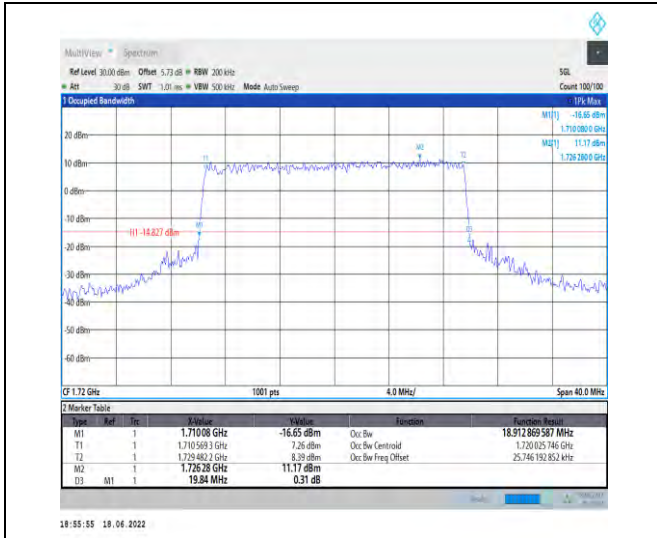 MultiView Spectrum
Ref Level 30.00 dBm Offset 5.73 dB RBW 200 kHz SGL
Att 30 dB SWT 1.01 ms VBW 500 kHz Mode Auto Sweep Count 100/100
1 Occupied Bandwidth 1Pk Max
M1[1] -16.65 dBm
1.710 080 0 GHz
M2[1] 11.17 dBm
1.726 280 0 GHz
20 dBm
M2
T1 T2
10 dBm
0 dBm
-10 dBm
M1 D3
H1 -14.827 dBm
-20 dBm
-30 dBm
-40 dBm
-50 dBm
-60 dBm
CF 1.72 GHz 1001 pts 4.0 MHz/ Span 40.0 MHz
2 Marker Table
Type Ref Trc X-Value Y-Value Function Function Result
M1 1 1.71008 GHz -16.65 dBm Occ Bw 18.912 869 587 MHz
T1 1 1.710 569 3 GHz 7.26 dBm Occ Bw Centroid 1.720 025 746 GHz
T2 1 1.729 482 2 GHz 8.39 dBm Occ Bw Freq Offset 25.746 192 852 kHz
M2 1 1.72628 GHz 11.17 dBm
D3 M1 1 19.84 MHz 0.31 dB
18:55:55 18.06.2022